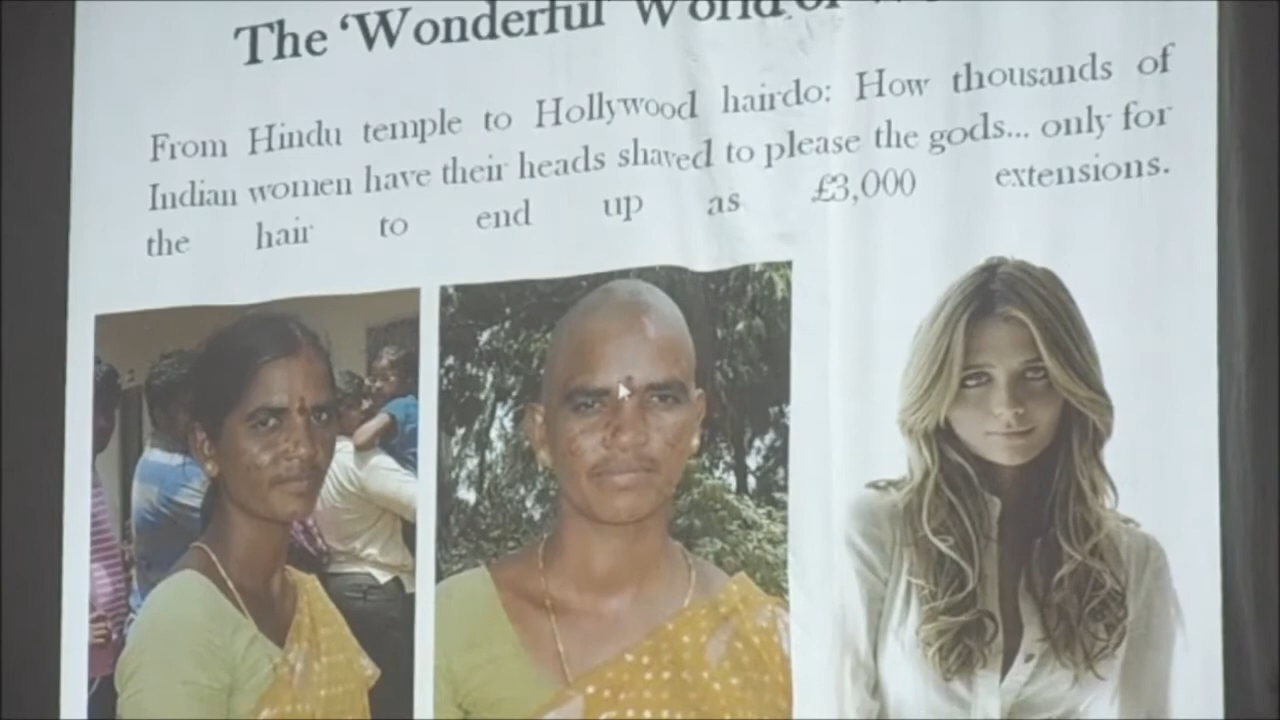 The ‘Wonderful’ World of
From Hindu temple to Hollywood hairdo: How thousands of
Indian women have their heads shaved to please the gods... only for
the hair to end up as £3,000 extensions.